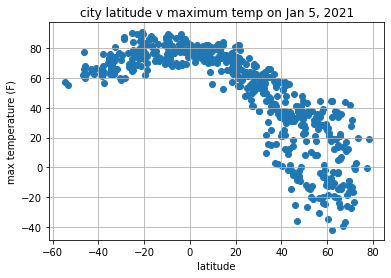 city latitude v maximum temp on Jan 5, 2021
max temperature (F)
80
60
40
20
0
−20
−40
−60 −40 −20 0 20 40 60 80
latitude